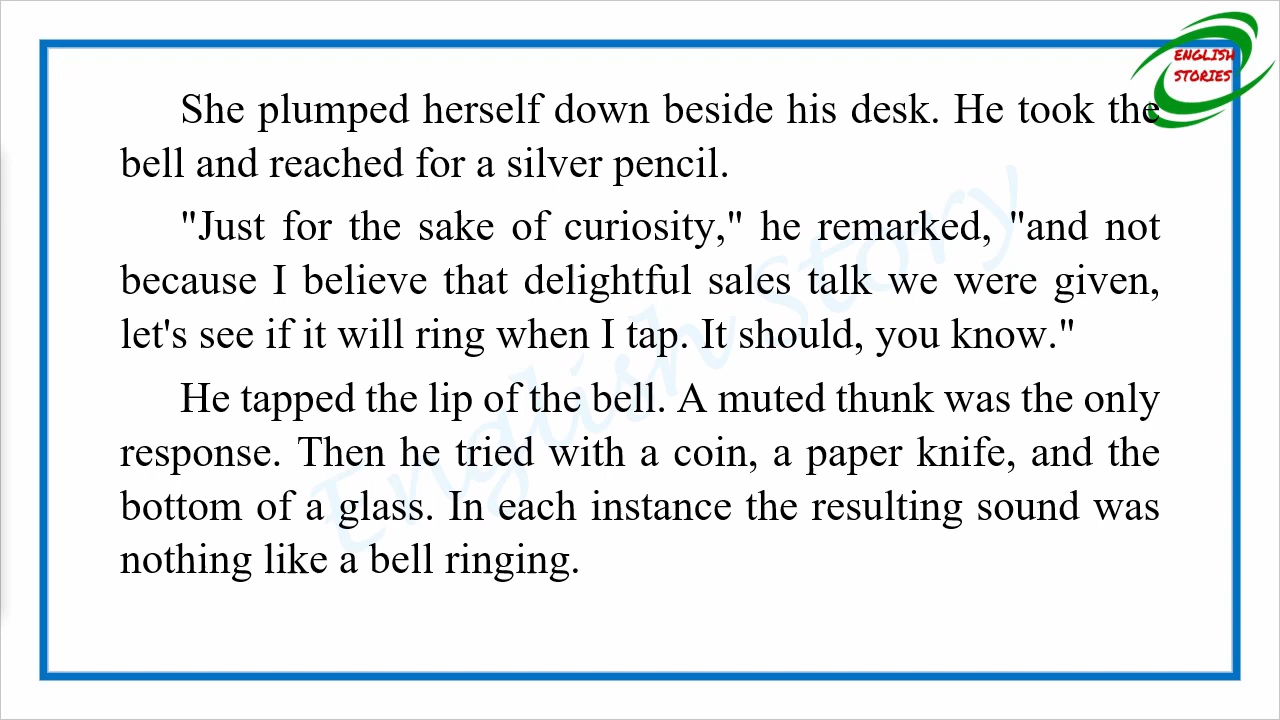 ENGLISH
STORIES
She plumped herself down beside his desk. He took the
bell and reached for a silver pencil.
"Just for the sake of curiosity," he remarked, "and not
because I believe that delightful sales talk we were given,
let's see if it will ring when I tap. It should, you know."
He tapped the lip of the bell. A muted thunk was the only
response. Then he tried with a coin, a paper knife, and the
bottom of a glass. In each instance the resulting sound was
nothing like a bell ringing.
English Story